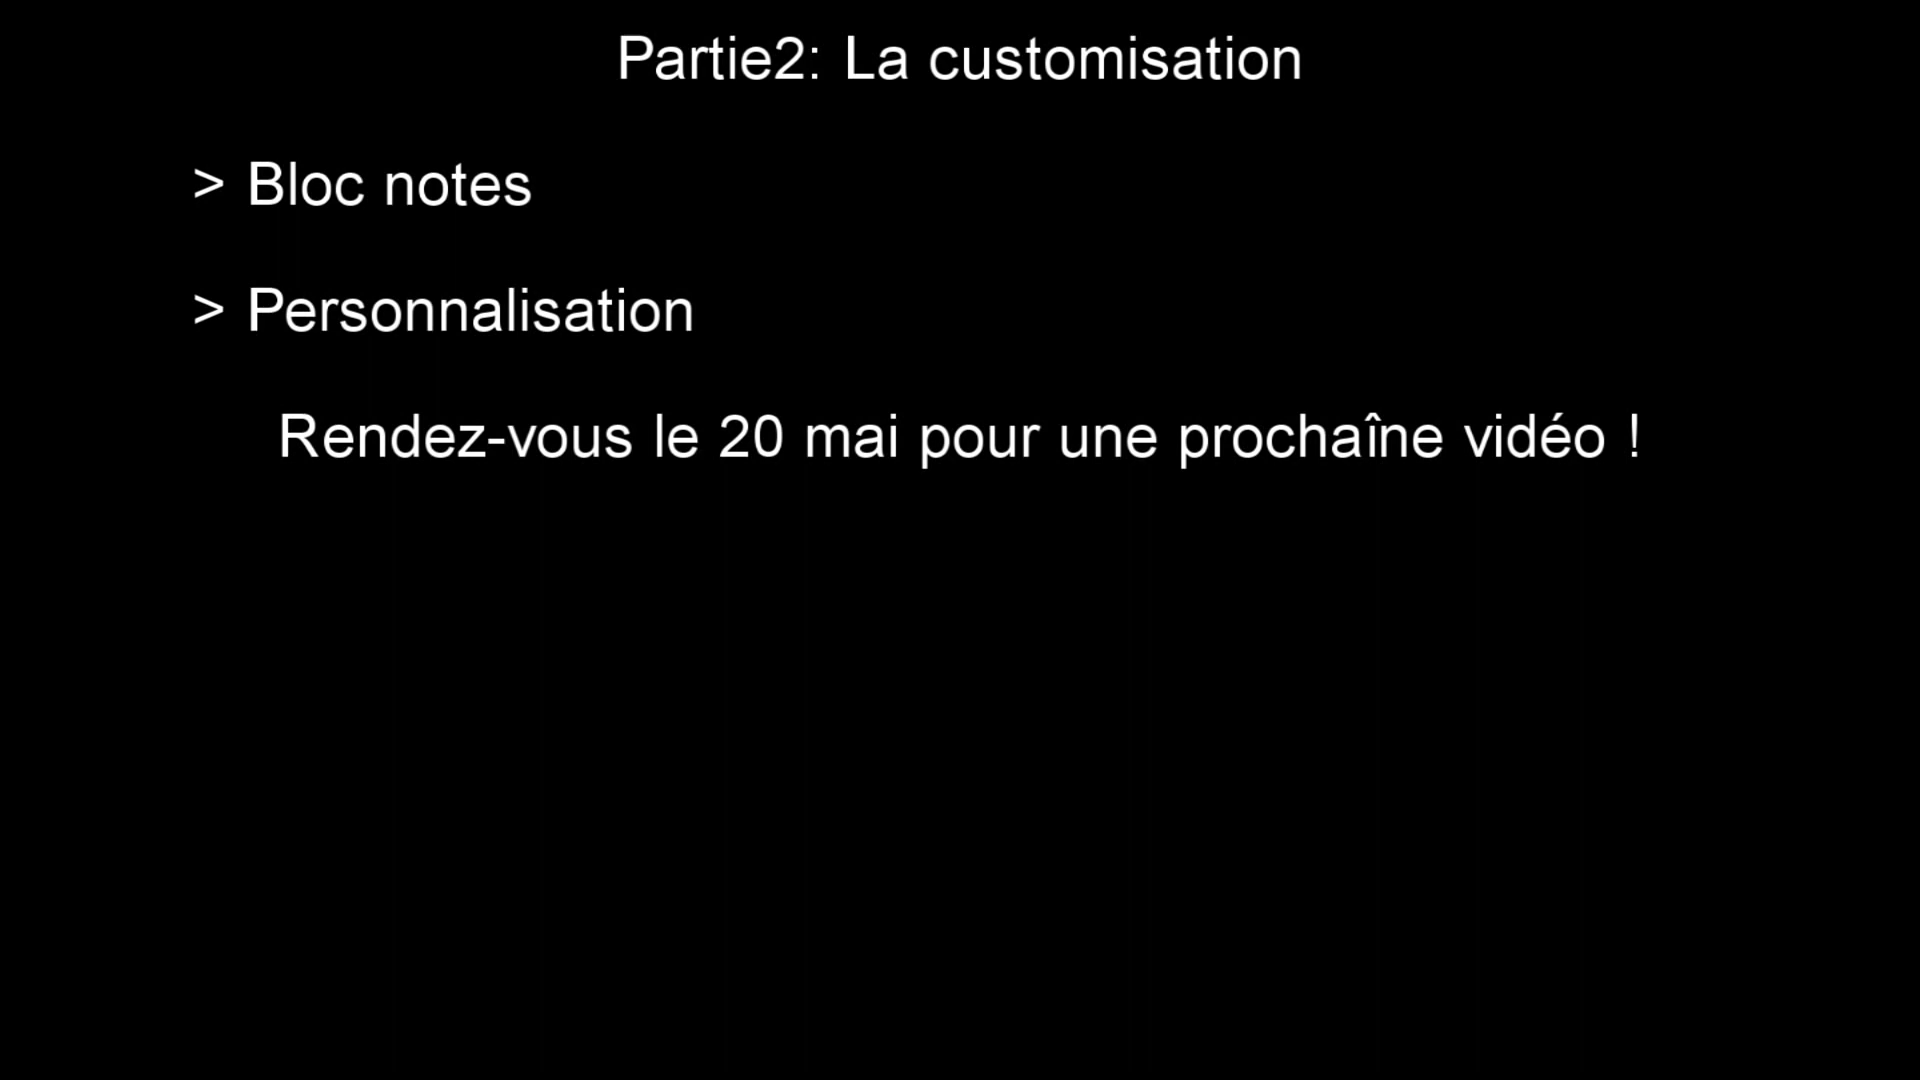 Partie2: La customisation
> Bloc notes
> Personnalisation
Rendez-vous le 20 mai pour une prochaîne vidéo !